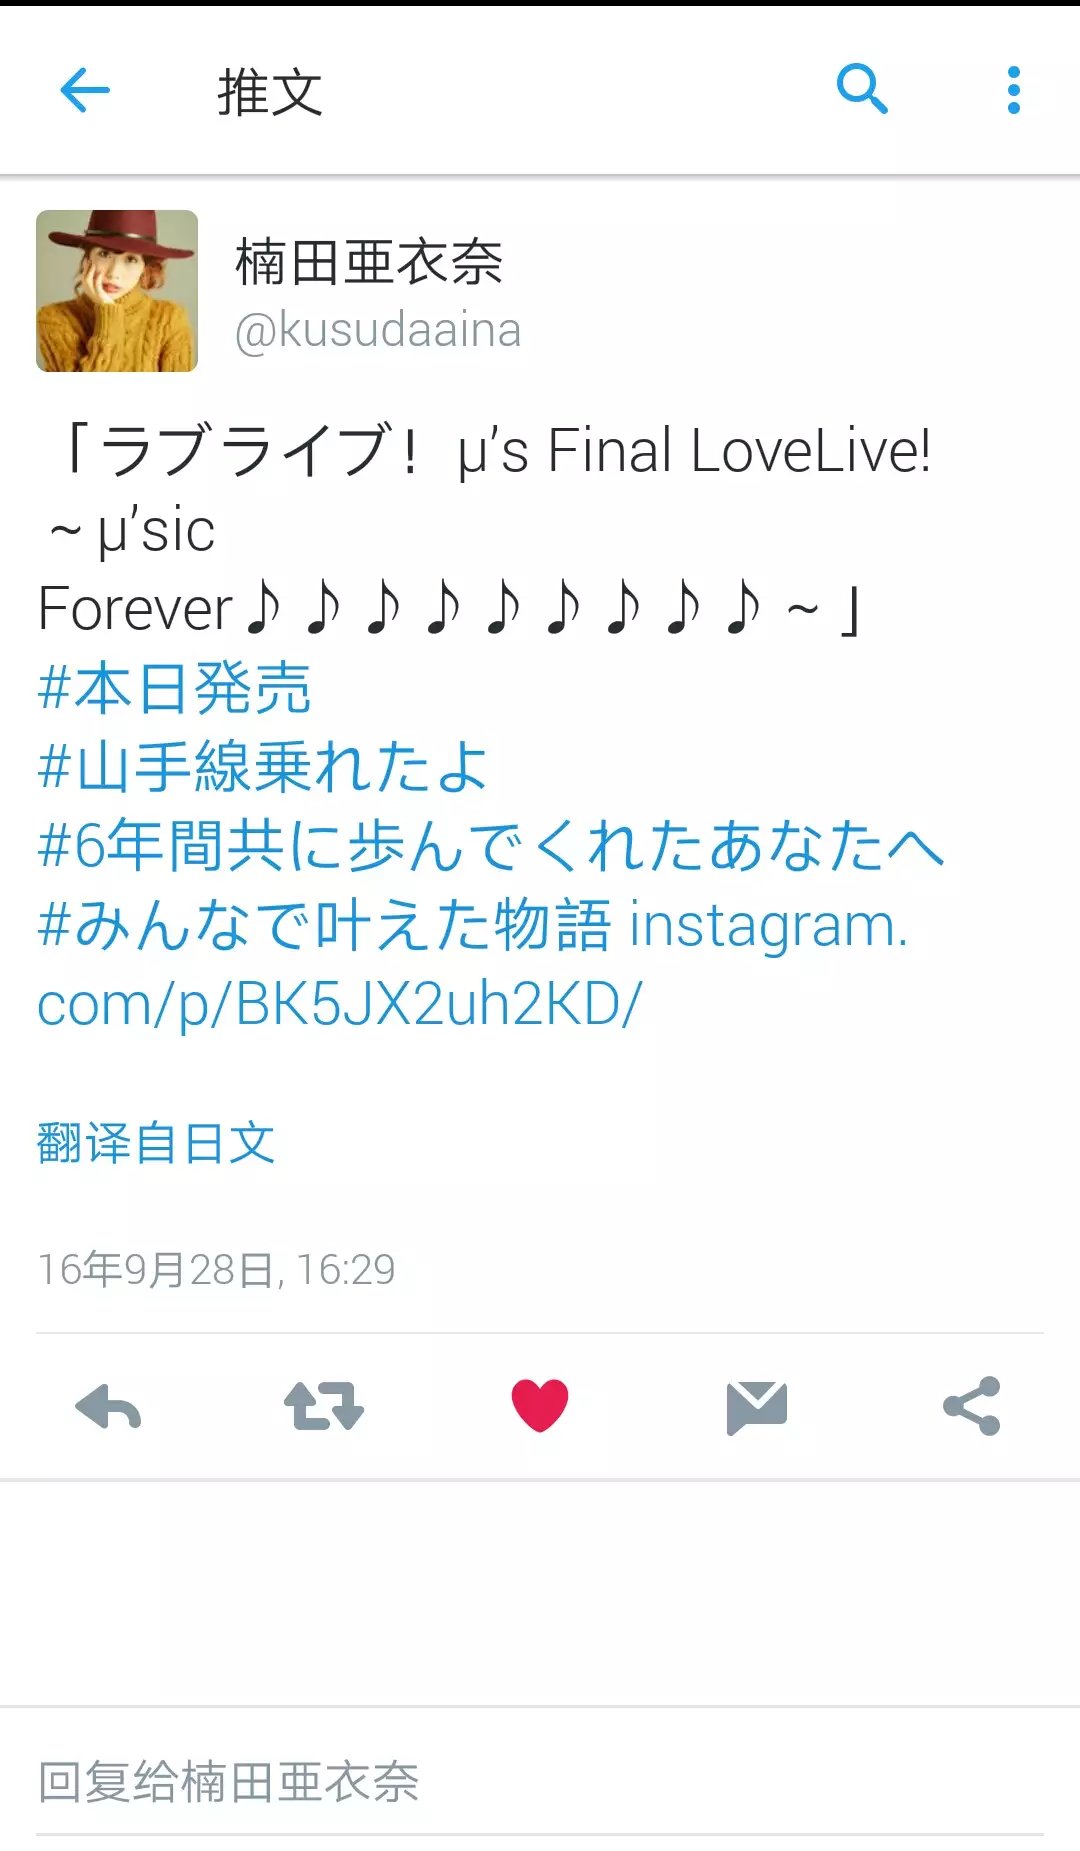 推文
楠田亜衣奈
@kusudaaina
「ラブライブ！μ’s Final LoveLive!
～μ’sic
Forever♪♪♪♪♪♪♪♪♪～」
#本日発売
#山手線乗れたよ
#6年間共に歩んでくれたあなたへ
#みんなで叶えた物語 instagram.
com/p/BK5JX2uh2KD/
翻译自日文
16年9月28日, 16:29
回复给楠田亜衣奈